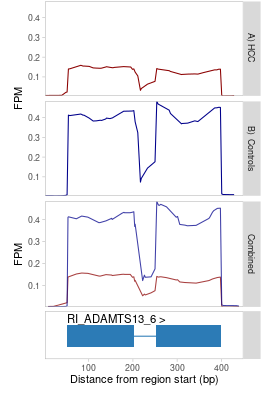 0.4
0.3
0.2
0.1
FPM
A) HCC
0.4
0.3
0.2
0.1
B) Controls
0.4
0.3
0.2
0.1
FPM
Combined
RI_ADAMTS13_6 >
100 200 300 400
Distance from region start (bp)